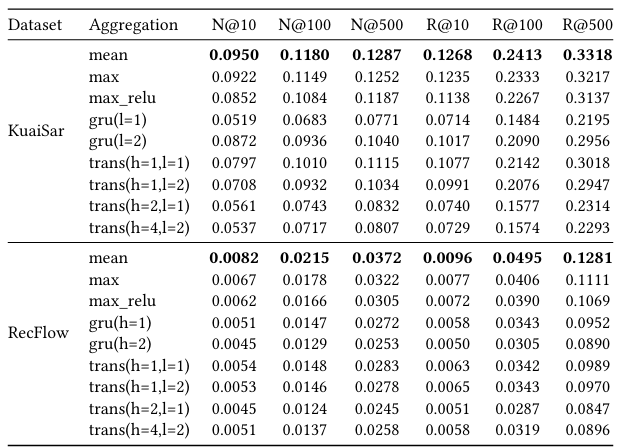 Dataset Aggregation N@10 N@100 N@500 R@10 R@100 R@500
KuaiSar
mean 0.0950 0.1180 0.1287 0.1268 0.2413 0.3318
max 0.0922 0.1149 0.1252 0.1235 0.2333 0.3217
max_relu 0.0852 0.1084 0.1187 0.1138 0.2267 0.3137
gru(l=1) 0.0519 0.0683 0.0771 0.0714 0.1484 0.2195
gru(l=2) 0.0872 0.0936 0.1040 0.1017 0.2090 0.2956
trans(h=1,l=1) 0.0797 0.1010 0.1115 0.1077 0.2142 0.3018
trans(h=1,l=2) 0.0708 0.0932 0.1034 0.0991 0.2076 0.2947
trans(h=2,l=1) 0.0561 0.0743 0.0832 0.0740 0.1577 0.2314
trans(h=4,l=2) 0.0537 0.0717 0.0807 0.0729 0.1574 0.2293
RecFlow
mean 0.0082 0.0215 0.0372 0.0096 0.0495 0.1281
max 0.0067 0.0178 0.0322 0.0077 0.0406 0.1111
max_relu 0.0062 0.0166 0.0305 0.0072 0.0390 0.1069
gru(h=1) 0.0051 0.0147 0.0272 0.0058 0.0343 0.0952
gru(h=2) 0.0045 0.0129 0.0253 0.0050 0.0305 0.0890
trans(h=1,l=1) 0.0054 0.0148 0.0283 0.0063 0.0342 0.0989
trans(h=1,l=2) 0.0053 0.0146 0.0278 0.0065 0.0343 0.0970
trans(h=2,l=1) 0.0045 0.0124 0.0245 0.0051 0.0287 0.0847
trans(h=4,l=2) 0.0051 0.0137 0.0258 0.0058 0.0319 0.0896